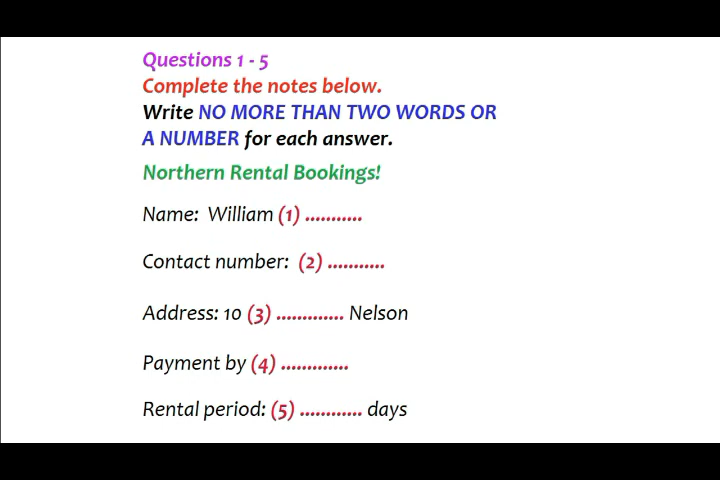 Questions 1 - 5
Complete the notes below.
Write NO MORE THAN TWO WORDS OR
A NUMBER for each answer.
Northern Rental Bookings!
Name: William (1) ...........
Contact number: (2) ...........
Address: 10 (3) ............. Nelson
Payment by (4) .............
Rental period: (5) ............ days